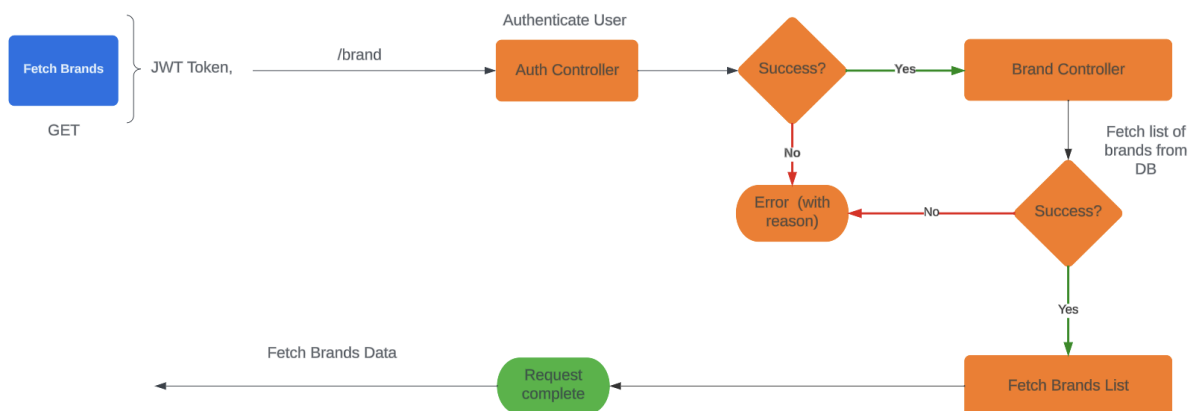 Authenticate User
Fetch Brands
JWT Token,
/brand
Auth Controller
Success?
Yes
Brand Controller
GET
No
Fetch list of
brands from
DB
Error (with
reason)
No
Success?
Yes
Fetch Brands Data
Request
complete
Fetch Brands List